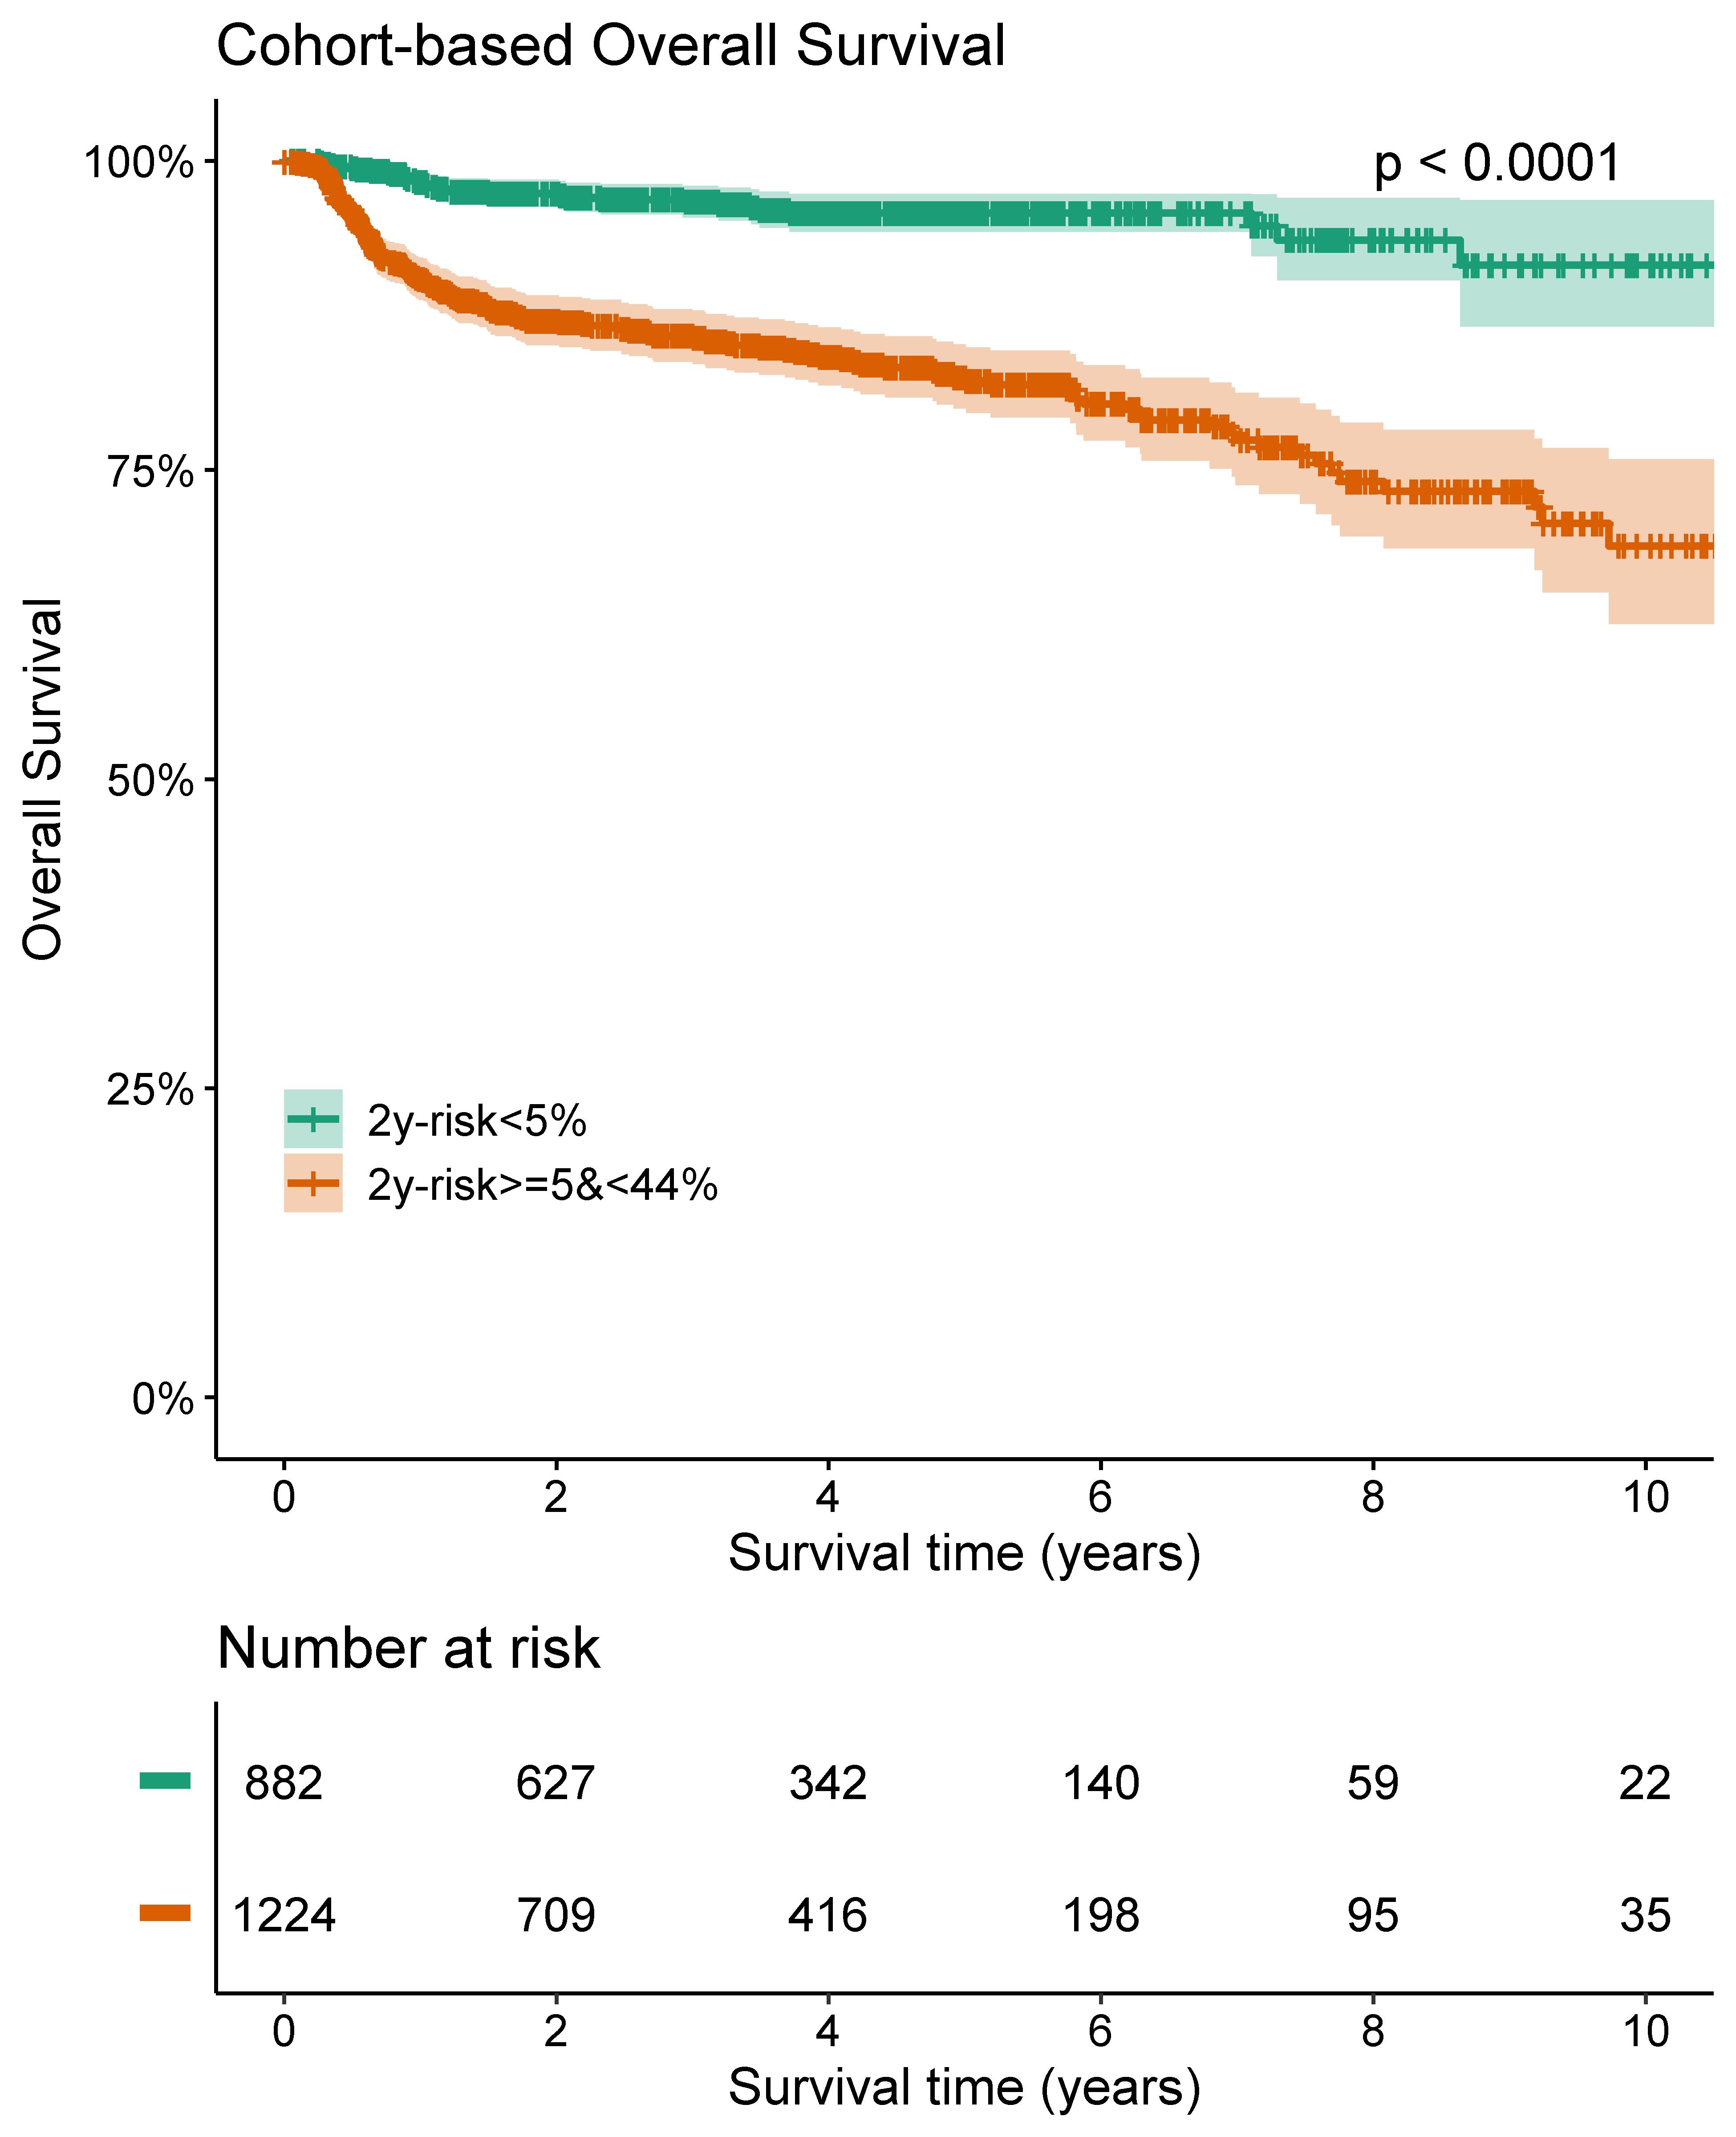 Cohort-based Overall Survival
p < 0.0001
100%
75%
50%
25%
0%
Overall Survival
2y-risk<5%
2y-risk>=5&<44%
0 2 4 6 8 10
Survival time (years)
Number at risk
882 627 342 140 59 22
1224 709 416 198 95 35
0 2 4 6 8 10
Survival time (years)